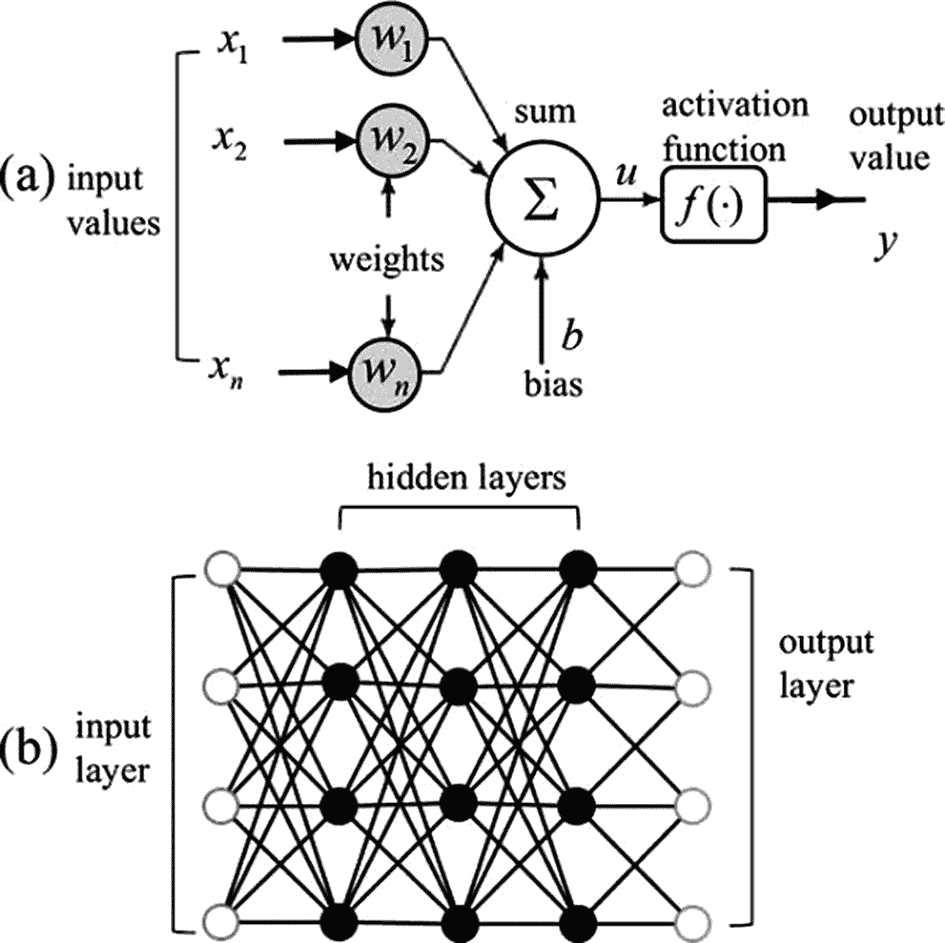 (a)
input
values
x₁
x₂
xₙ
w₁
w₂
wₙ
weights
sum
Σ
b
bias
u
activation
function
f(·)
output
value
y
(b)
hidden layers
input
layer
output
layer